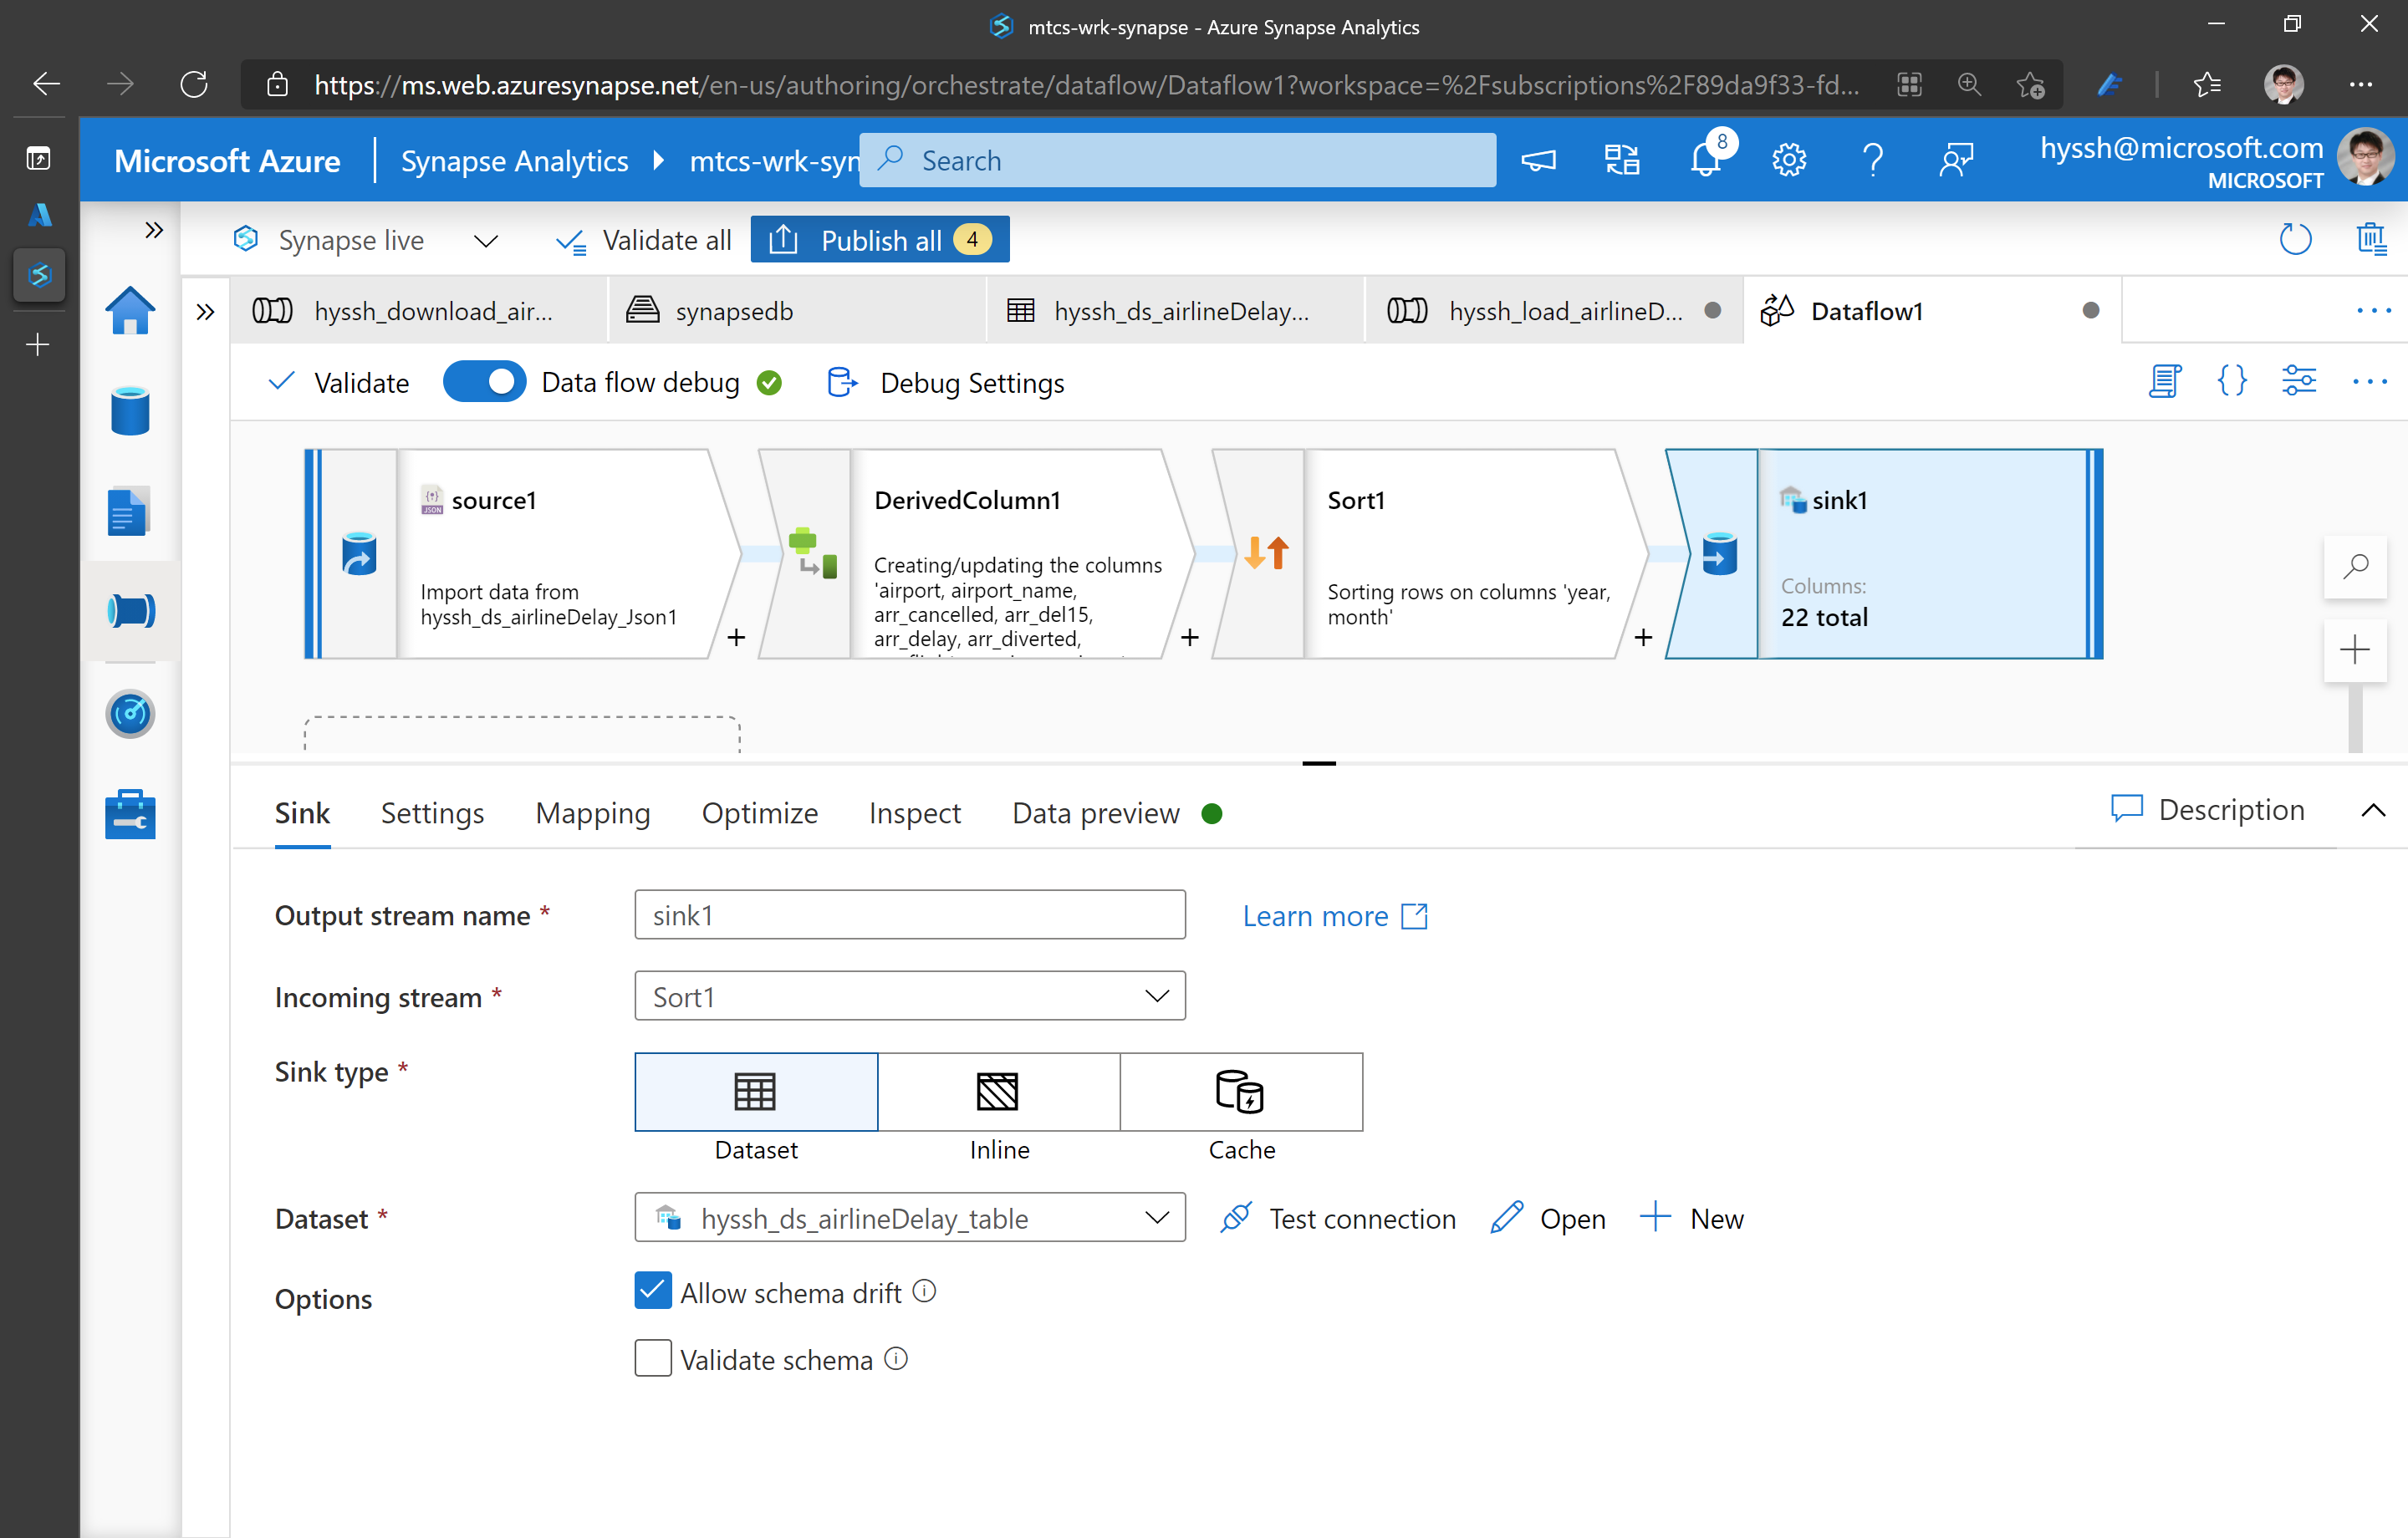 mtcs-wrk-synapse - Azure Synapse Analytics
https://ms.web.azuresynapse.net/en-us/authoring/orchestrate/dataflow/Dataflow1?workspace=%2Fsubscriptions%2F89da9f33-fd...
Microsoft Azure
Synapse Analytics
mtcs-wrk-syn
Search
8
hyssh@microsoft.com
MICROSOFT
Synapse live
Validate all
Publish all
4
hyssh_download_air...
synapsedb
hyssh_ds_airlineDelay...
hyssh_load_airlineD...
Dataflow1
Validate
Data flow debug
Debug Settings
JSON
source1
Import data from
hyssh_ds_airlineDelay_Json1
DerivedColumn1
Creating/updating the columns
'airport, airport_name,
arr_cancelled, arr_del15,
arr_delay, arr_diverted,
Sort1
Sorting rows on columns 'year,
month'
sink1
Columns:
22 total
Sink
Settings
Mapping
Optimize
Inspect
Data preview
Description
Output stream name *
sink1
Learn more
Incoming stream *
Sort1
Sink type *
Dataset
Inline
Cache
Dataset *
hyssh_ds_airlineDelay_table
Test connection
Open
New
Options
Allow schema drift
Validate schema